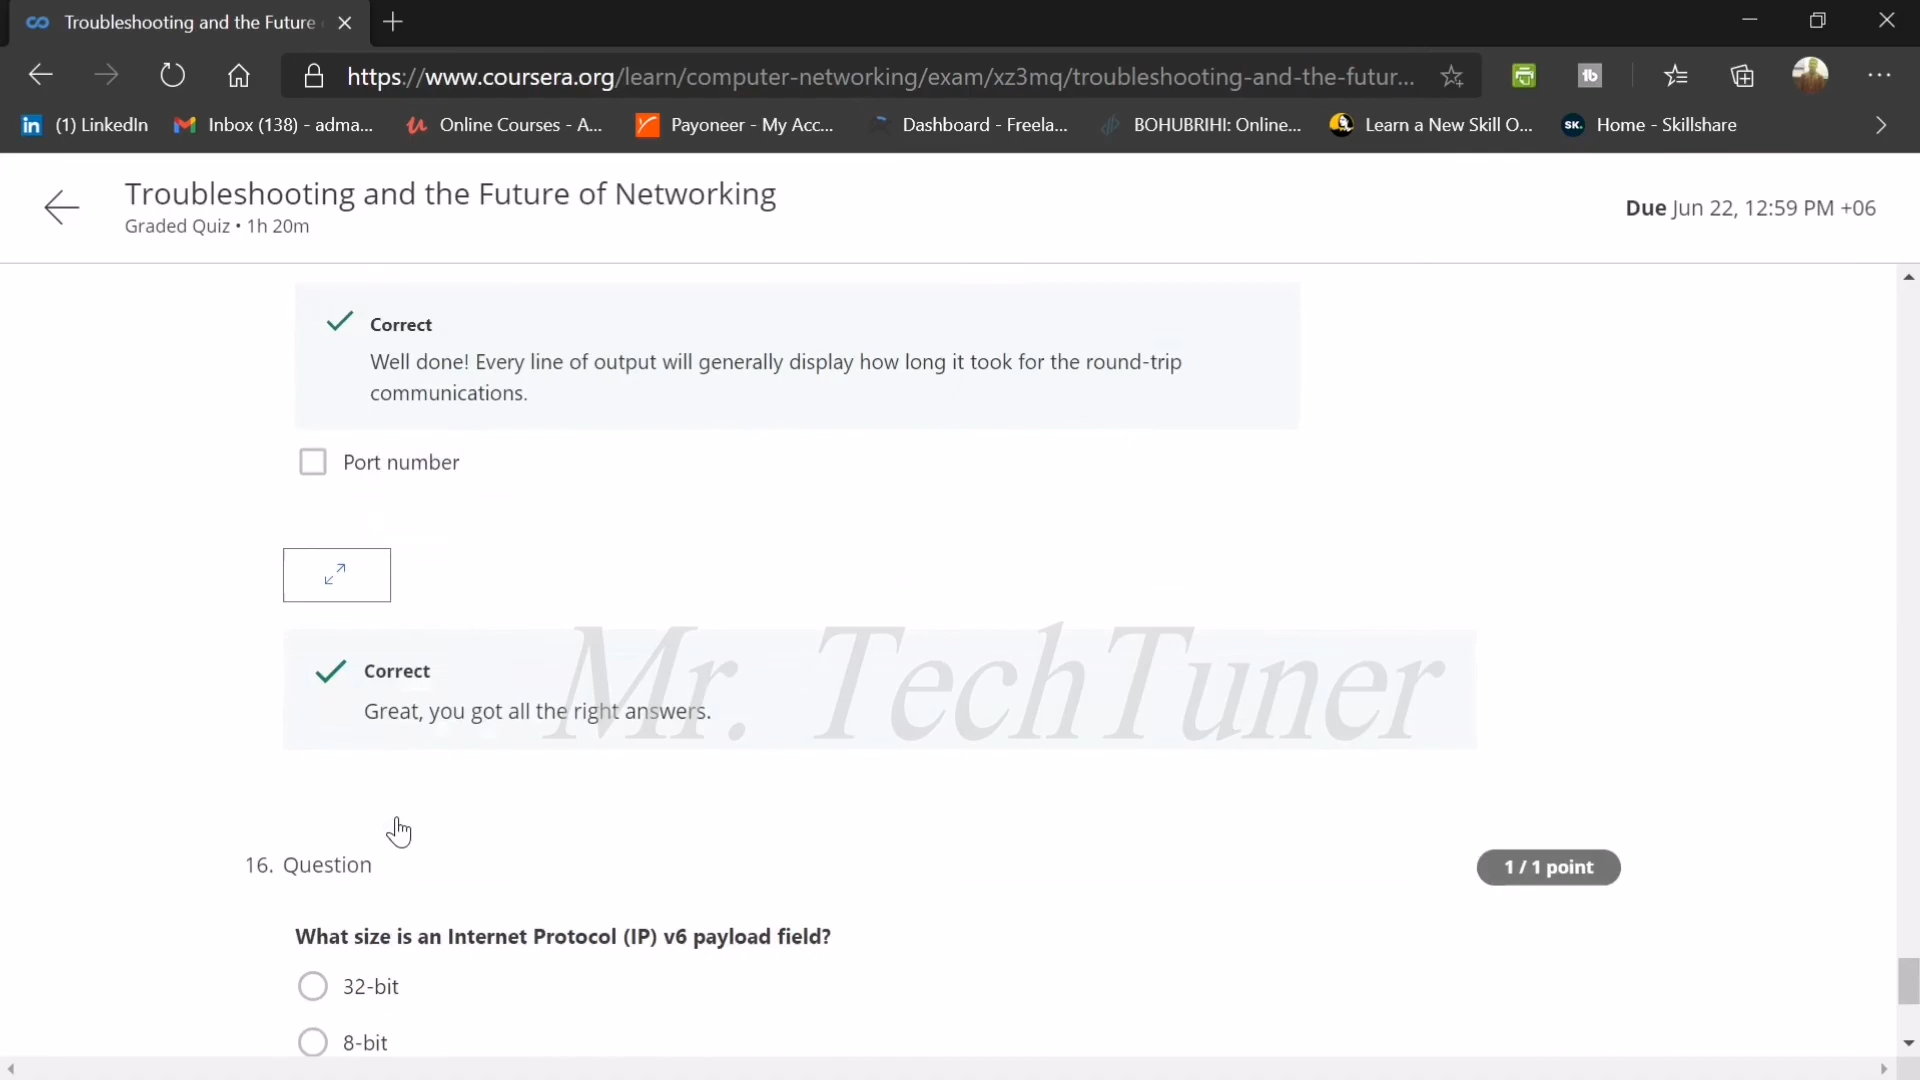 Troubleshooting and the Future
https://www.coursera.org/learn/computer-networking/exam/xz3mq/troubleshooting-and-the-futur...
(1) LinkedIn
Inbox (138) - adma...
Online Courses - A...
Payoneer - My Acc...
Dashboard - Freela...
BOHUBRIHI: Online...
Learn a New Skill O...
SK.
Home - Skillshare
Troubleshooting and the Future of Networking
Graded Quiz • 1h 20m
Due Jun 22, 12:59 PM +06
Correct
Well done! Every line of output will generally display how long it took for the round-trip
communications.
Port number
Correct
Great, you got all the right answers.
Mr. TechTuner
16. Question
1 / 1 point
What size is an Internet Protocol (IP) v6 payload field?
32-bit
8-bit